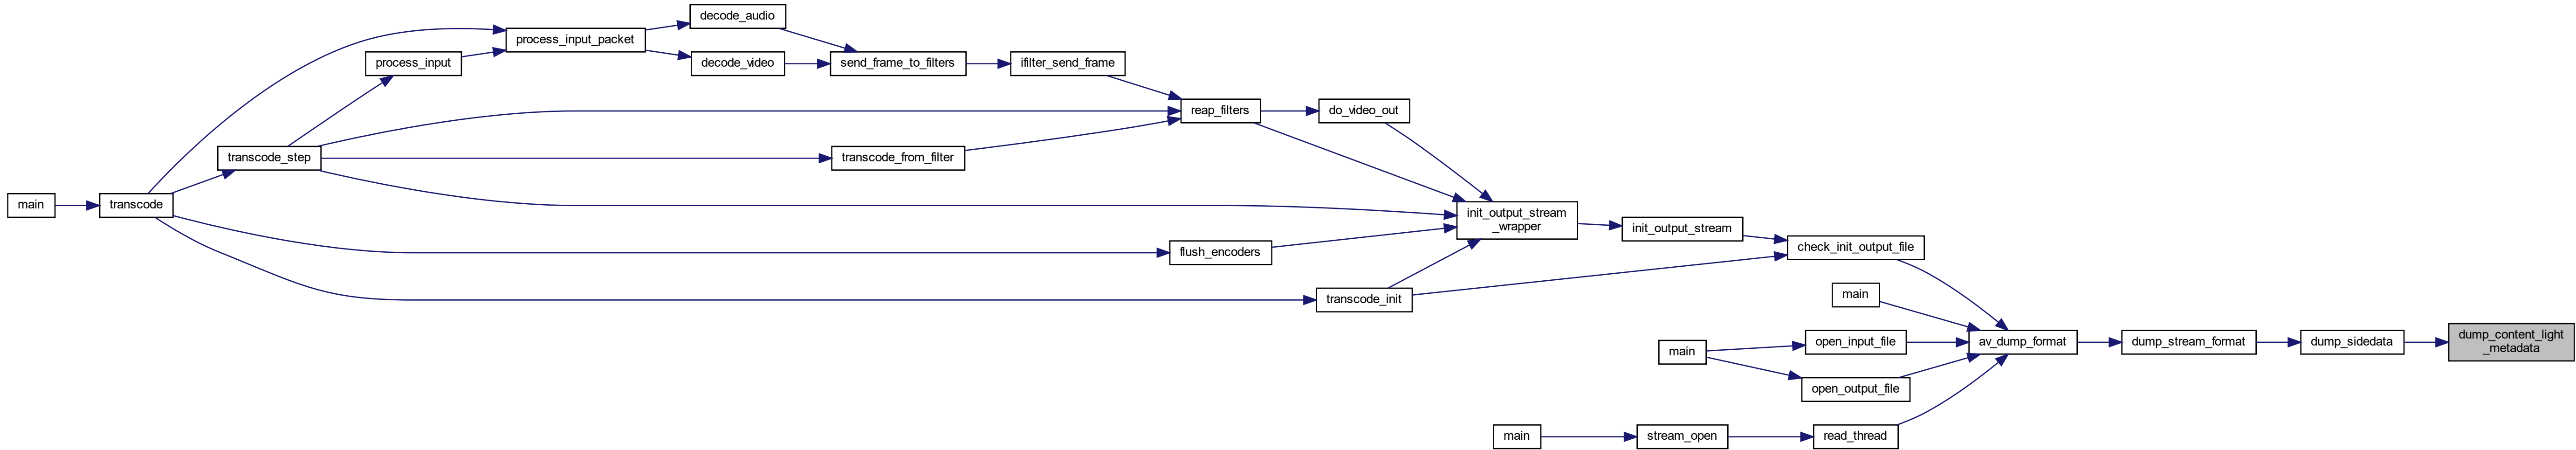 decode_audio
process_input_packet
process_input
decode_video
send_frame_to_filters
ifilter_send_frame
reap_filters
do_video_out
transcode_step
transcode_from_filter
main
transcode
init_output_stream
_wrapper
init_output_stream
flush_encoders
check_init_output_file
transcode_init
main
main
open_input_file
av_dump_format
dump_stream_format
dump_sidedata
dump_content_light
_metadata
open_output_file
main
stream_open
read_thread